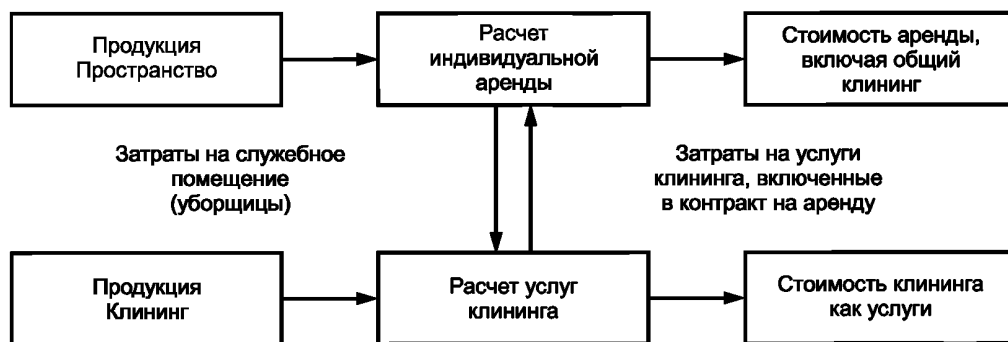 Продукция
Пространство
Расчет
индивидуальной
аренды
Стоимость аренды,
включая общий
клининг
Затраты на служебное
помещение
(уборщицы)
Затраты на услуги
клининга, включенные
в контракт на аренду
Продукция
Клининг
Расчет услуг
клининга
Стоимость клининга
как услуги